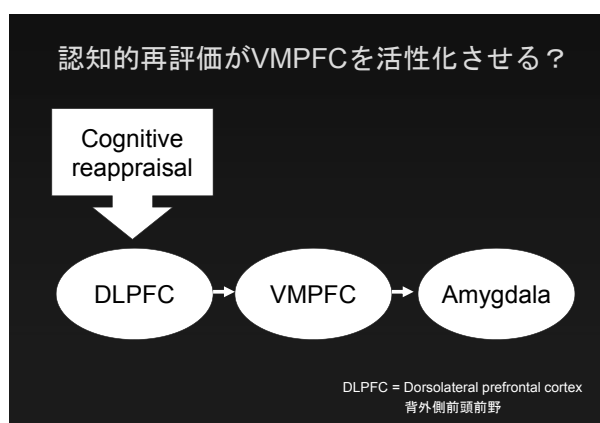 認知的再評価がVMPFCを活性化させる？
Cognitive
reappraisal
DLPFC
VMPFC
Amygdala
DLPFC = Dorsolateral prefrontal cortex
背外側前頭前野